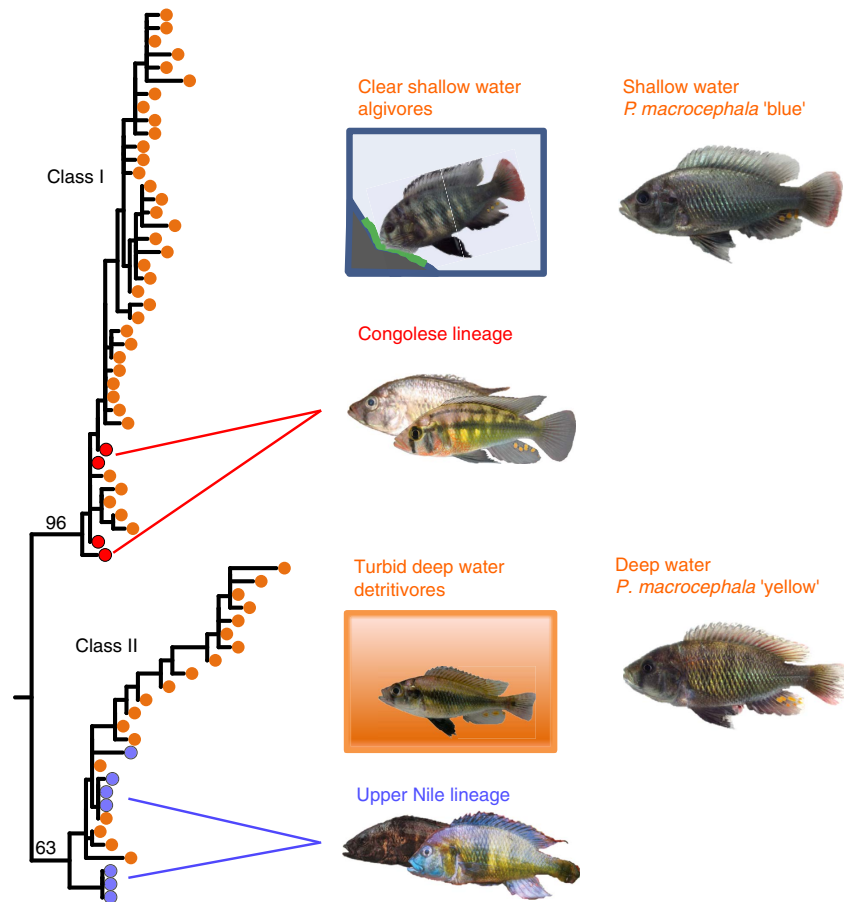 Clear shallow water
algivores
Shallow water
P. macrocephala 'blue'
Class I
Congolese lineage
96
Turbid deep water
detritivores
Deep water
P. macrocephala 'yellow'
Class II
Upper Nile lineage
63